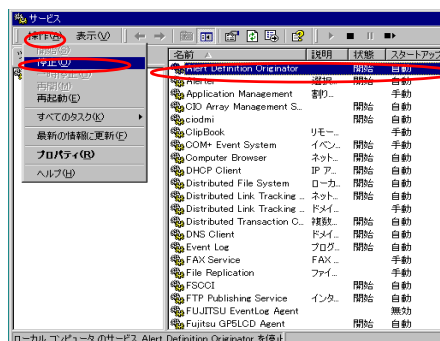 サービス
操作(A) 表示(V)
停止(O)
再開(M)
再起動(E)
すべてのタスク(K)
最新の情報に更新(F)
プロパティ(R)
ヘルプ(H)
名前 説明 状態 スタートアップ
Alert Definition Originator 開始 自動
Alerter 選択... 開始 自動
Application Management 割り... 手動
CIO Array Management S... 開始 自動
ciodmi 開始 自動
ClipBook リモー... 手動
COM+ Event System イベン... 開始 手動
Computer Browser ネット... 開始 自動
DHCP Client IP ア... 開始 自動
Distributed File System ローカ... 開始 自動
Distributed Link Tracking ... ネット... 開始 自動
Distributed Link Tracking ... ドメイ... 手動
Distributed Transaction C... 複数... 開始 自動
DNS Client ドメイ... 開始 自動
Event Log プログ... 開始 自動
FAX Service FAX ... 手動
File Replication ファイ... 手動
FSCCI 開始 自動
FTP Publishing Service インタ... 開始 自動
FUJITSU EventLog Agent 無効
Fujitsu GP5LCD Agent 開始 自動
ローカル コンピュータ のサービス Alert Definition Originator を停止